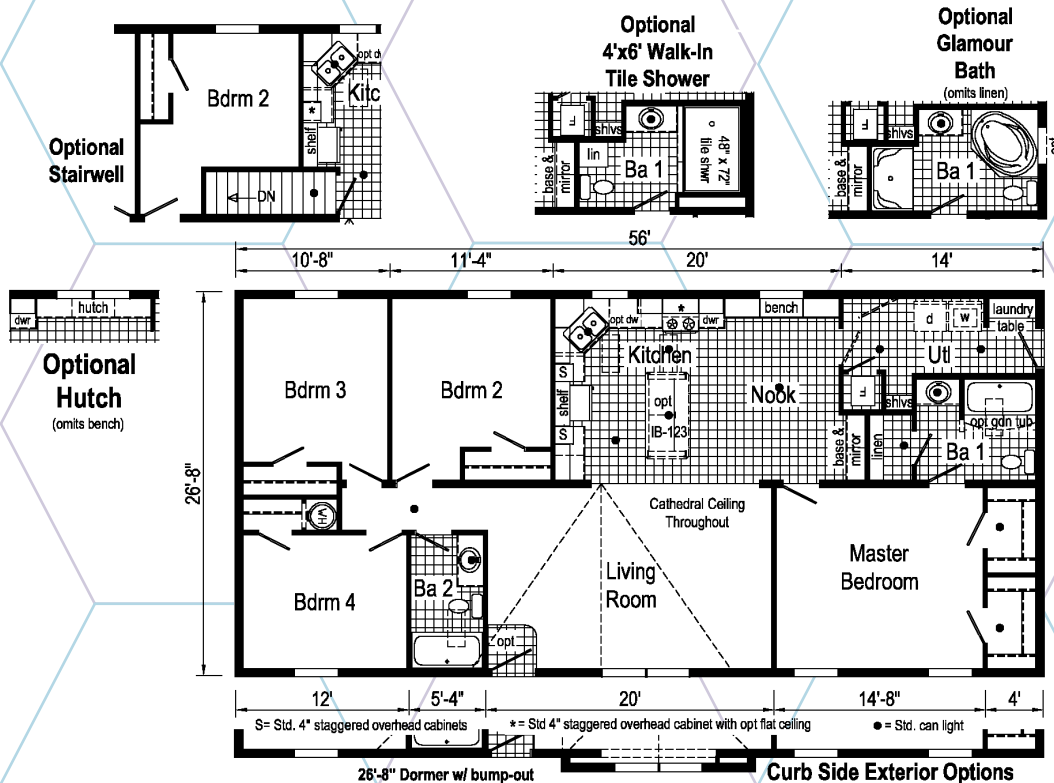 Optional
Stairwell
Bdrm 2
opt d
Kitc
*
shelf
DN
Optional
4'x6' Walk-In
Tile Shower
shlvs
base &
mirror
lin
Ba 1
48" x 72"
tile shwr
Optional
Glamour
Bath
(omits linen)
shlvs
base &
mirror
Ba 1
opt
56'
10'-8"
11'-4"
20'
14'
hutch
dwr
Optional
Hutch
(omits bench)
26'-8"
Bdrm 3
Bdrm 2
opt dw
*
dwr
bench
Kitchen
S
shelf
S
opt
IB-123
Nook
d
w
laundry
table
Utl
F
shlvs
base &
mirror
linen
opt gdn tub
Ba 1
WH
Cathedral Ceiling
Throughout
Bdrm 4
Ba 2
opt
Living
Room
Master
Bedroom
12'
5'-4"
20'
14'-8"
4'
S= Std. 4" staggered overhead cabinets
* = Std 4" staggered overhead cabinet with opt flat ceiling
● = Std. can light
26'-8" Dormer w/ bump-out
Curb Side Exterior Options